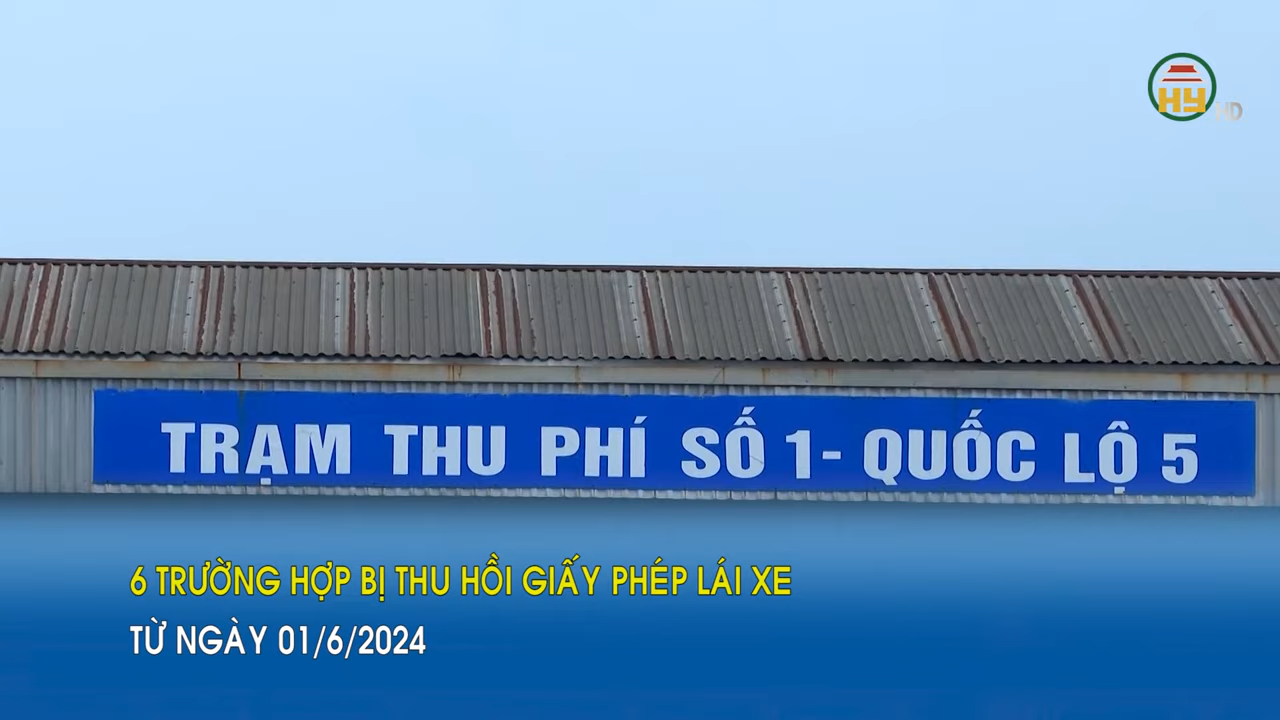 HY HD
TRẠM THU PHÍ SỐ 1- QUỐC LỘ 5
6 TRƯỜNG HỢP BỊ THU HỒI GIẤY PHÉP LÁI XE
TỪ NGÀY 01/6/2024